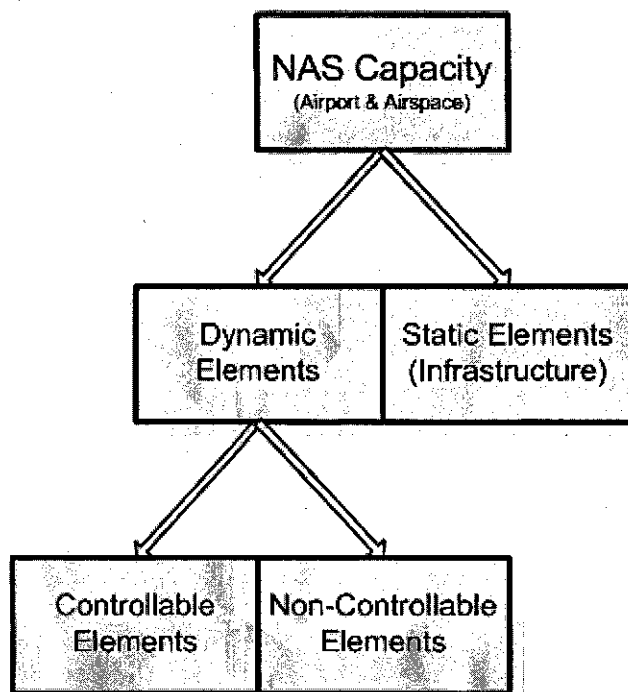 NAS Capacity
(Airport & Airspace)
Dynamic
Elements
Static Elements
(Infrastructure)
Controllable
Elements
Non-Controllable
Elements